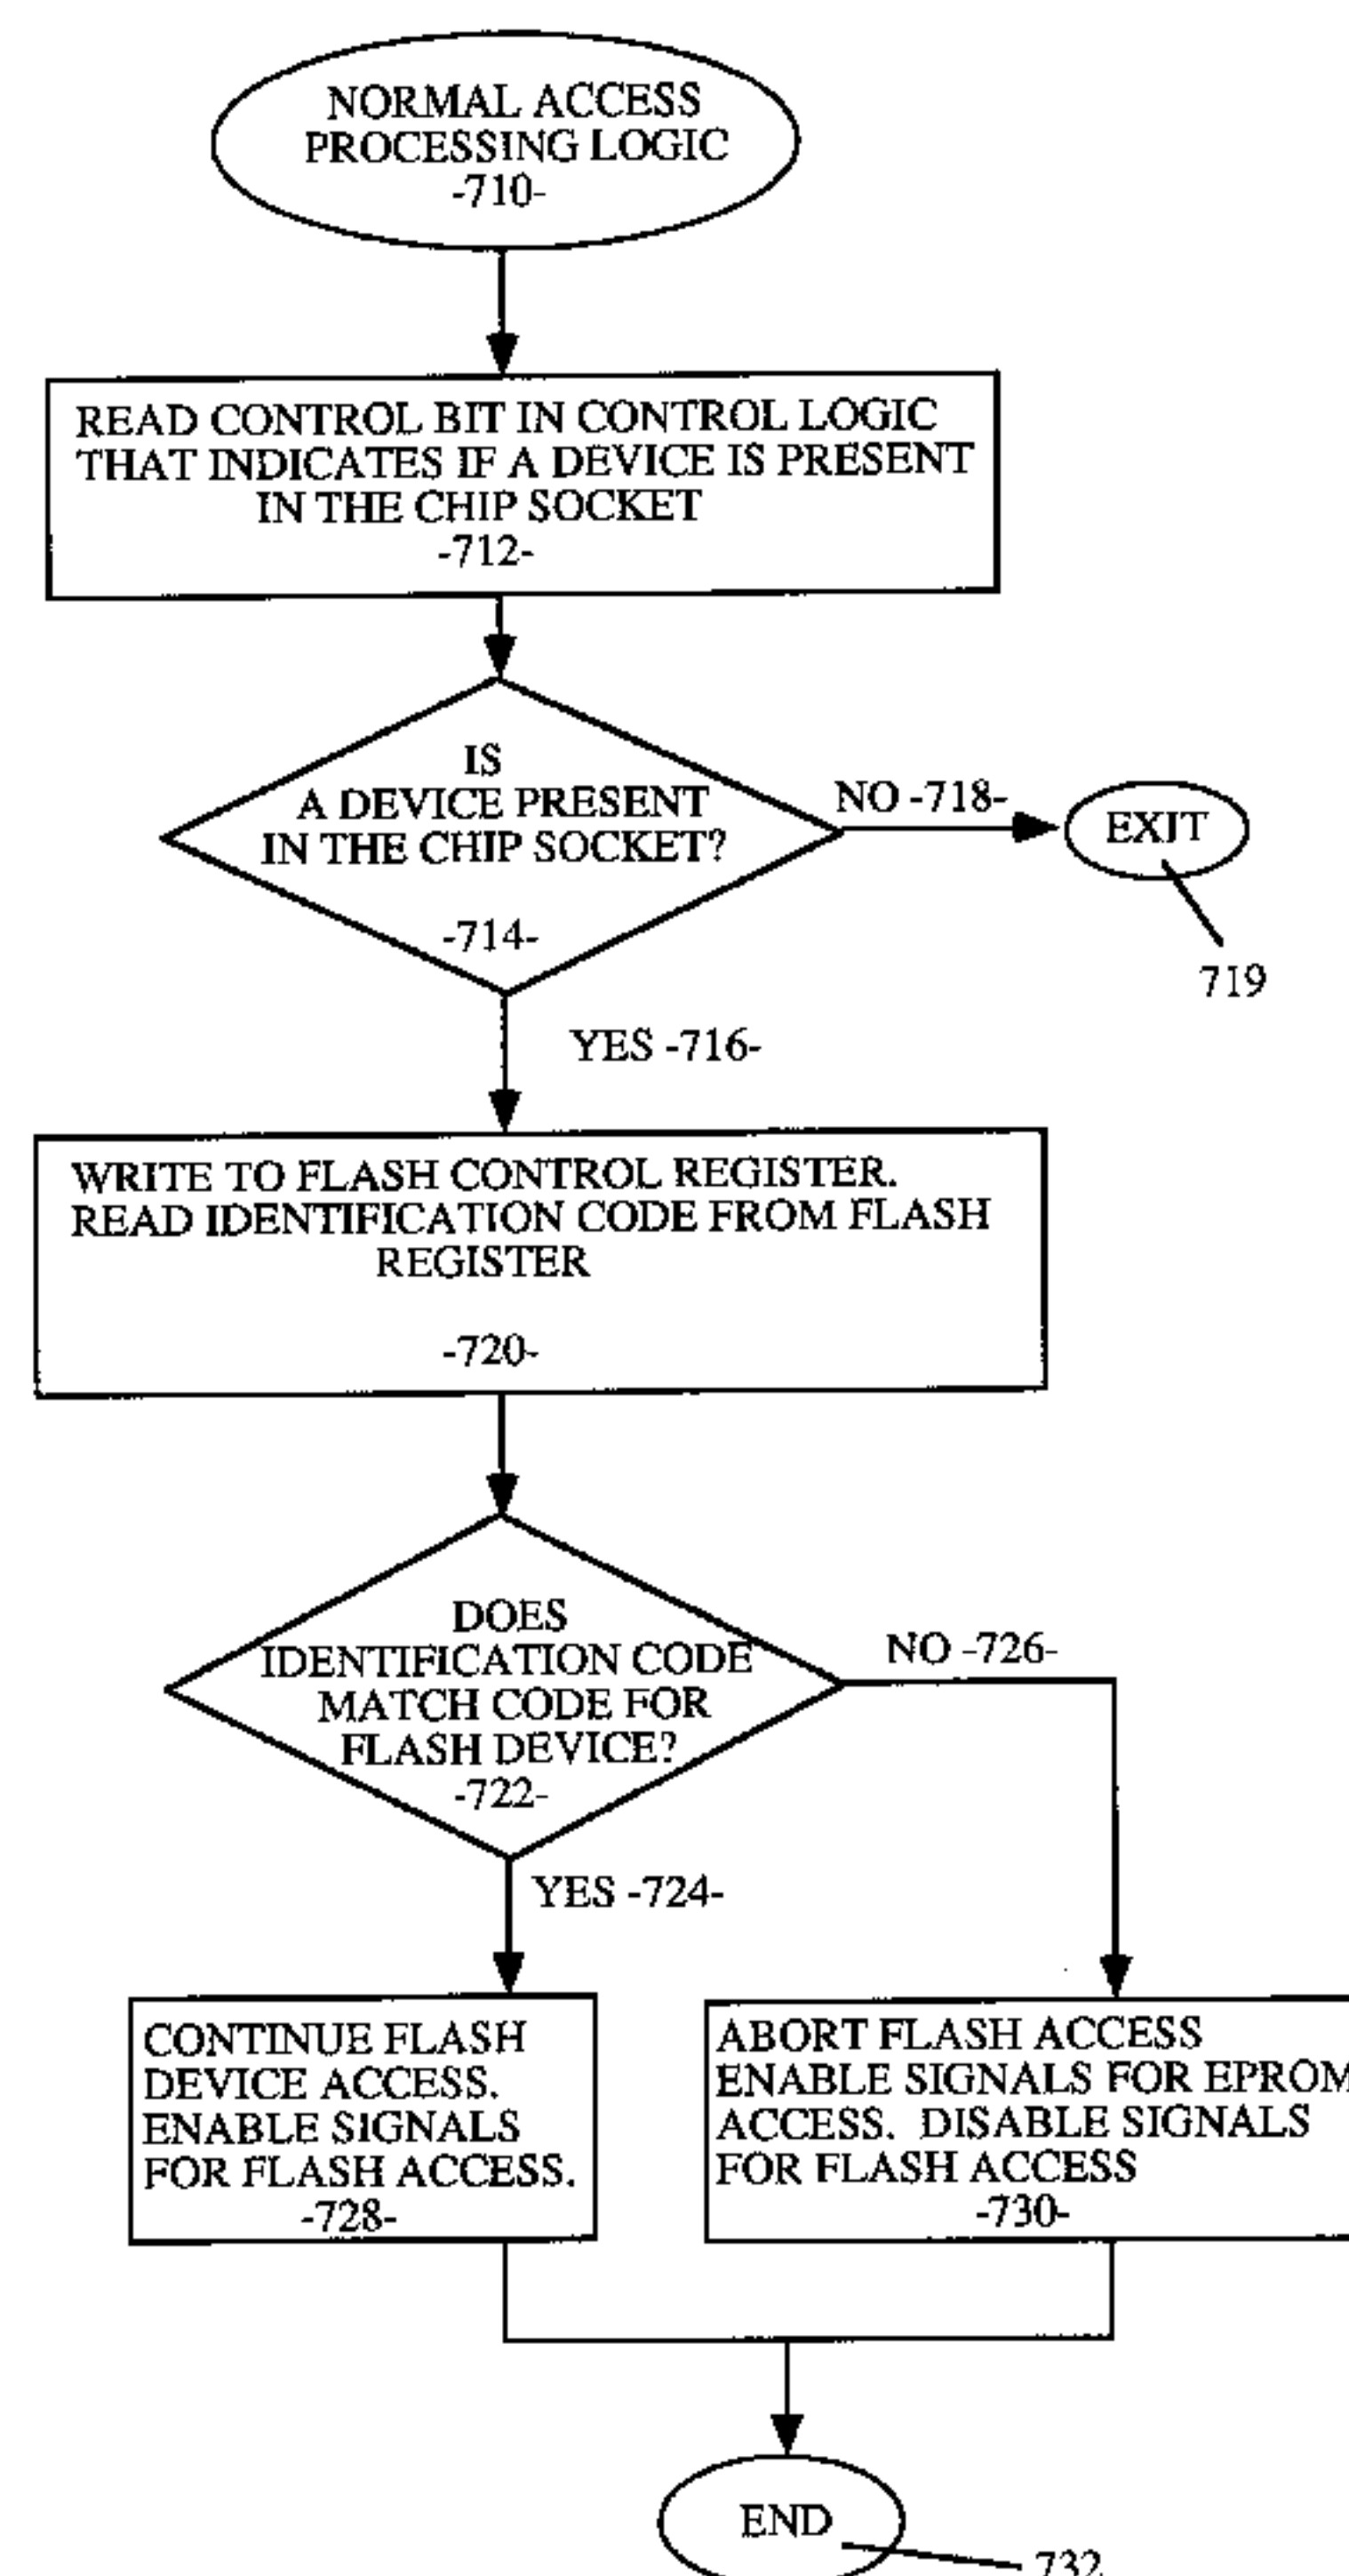 NORMAL ACCESS
PROCESSING LOGIC
-710-
READ CONTROL BIT IN CONTROL LOGIC
THAT INDICATES IF A DEVICE IS PRESENT
IN THE CHIP SOCKET
-712-
IS
A DEVICE PRESENT
IN THE CHIP SOCKET?
-714-
NO -718-
EXIT
719
YES -716-
WRITE TO FLASH CONTROL REGISTER.
READ IDENTIFICATION CODE FROM FLASH
REGISTER
-720-
DOES
IDENTIFICATION CODE
MATCH CODE FOR
FLASH DEVICE?
-722-
NO -726-
YES -724-
CONTINUE FLASH
DEVICE ACCESS.
ENABLE SIGNALS
FOR FLASH ACCESS.
-728-
ABORT FLASH ACCESS
ENABLE SIGNALS FOR EPROM
ACCESS. DISABLE SIGNALS
FOR FLASH ACCESS
-730-
END
732